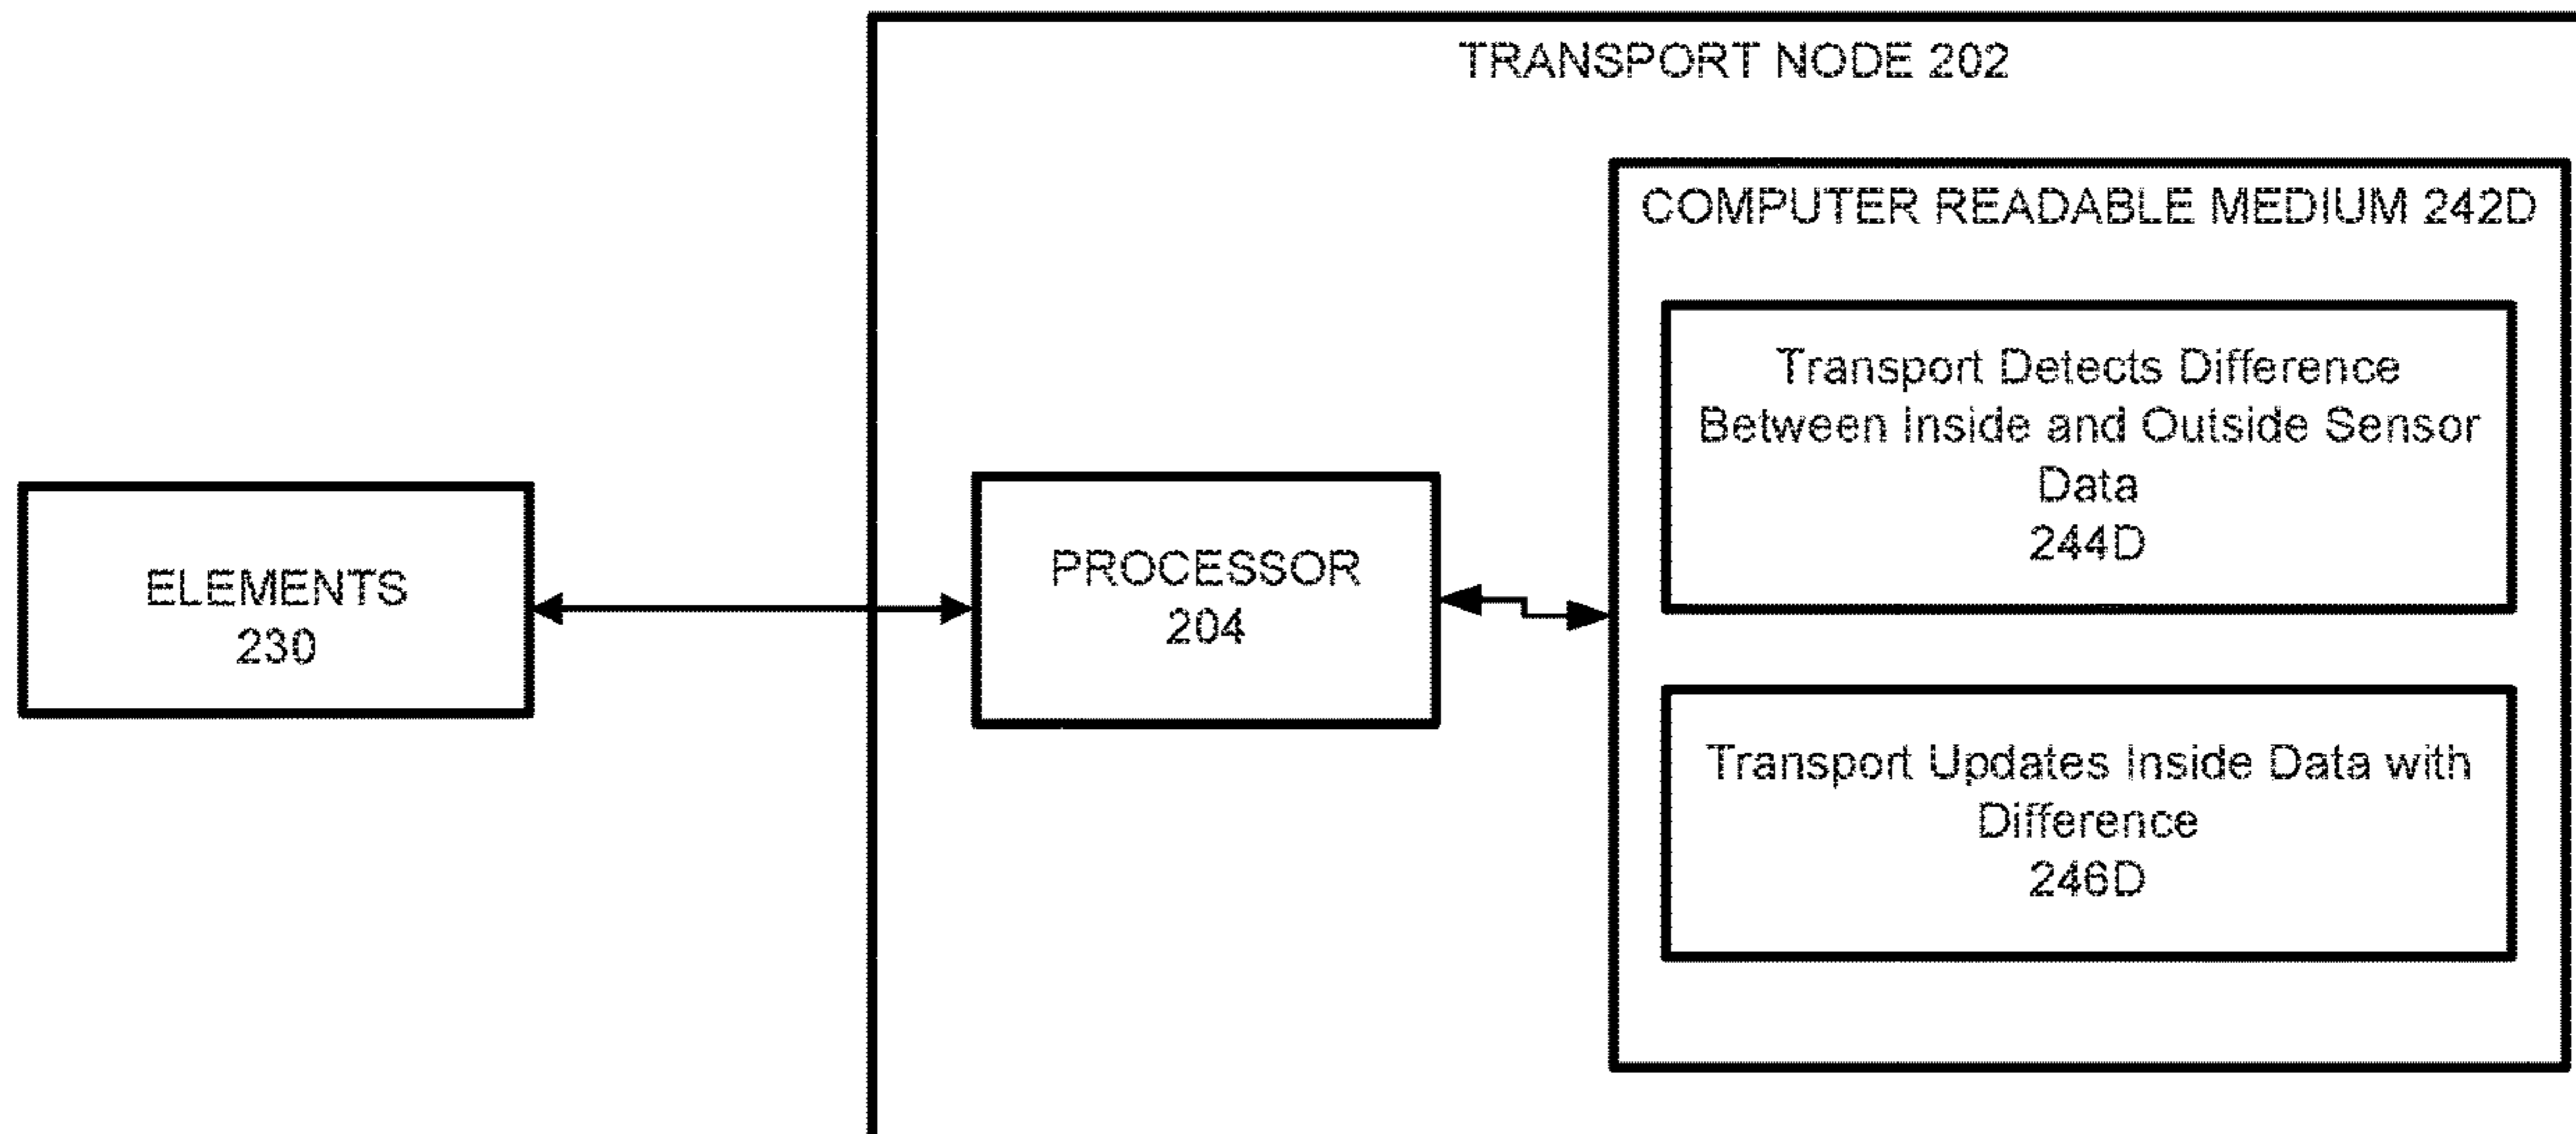 TRANSPORT NODE 202
COMPUTER READABLE MEDIUM 242D
Transport Detects Difference
Between Inside and Outside Sensor
Data
244D
ELEMENTS
230
PROCESSOR
204
Transport Updates Inside Data with
Difference
246D